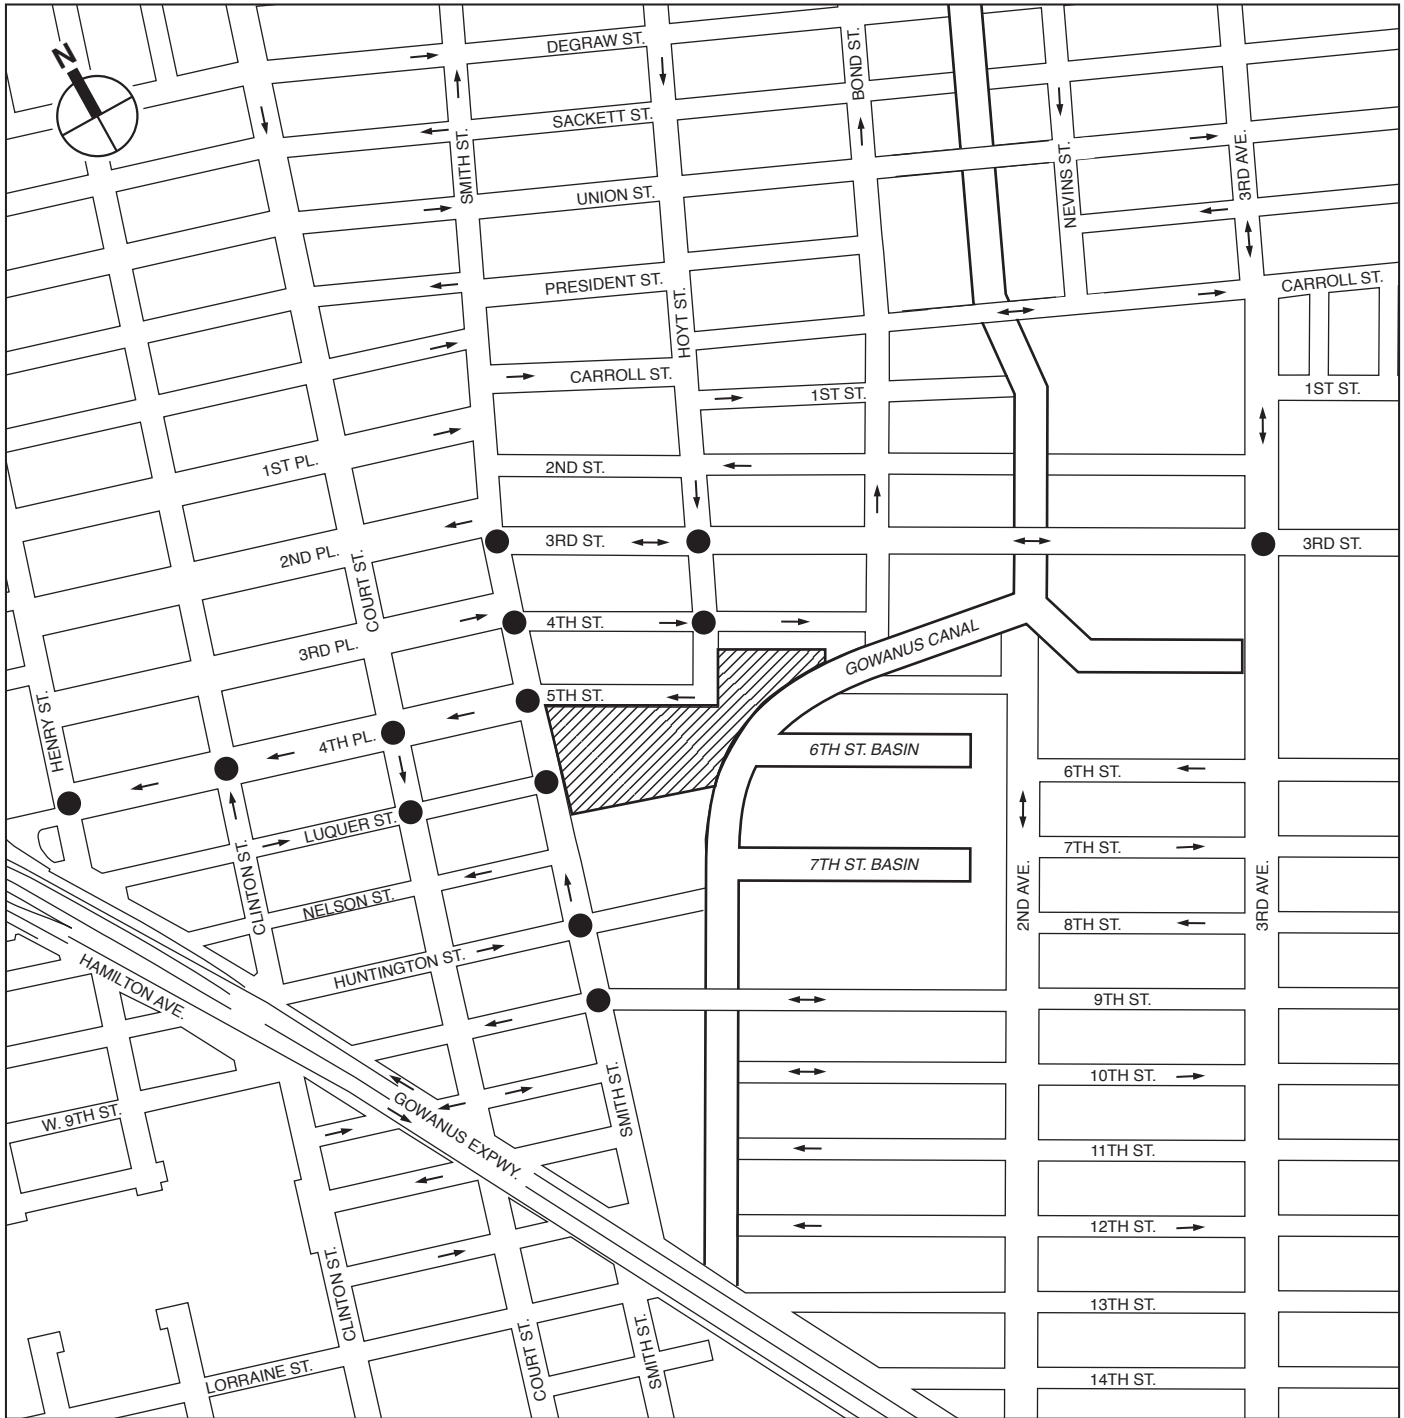 N
DEGRAW ST.
BOND ST.
SACKETT ST.
SMITH ST.
NEVINS ST.
3RD AVE.
UNION ST.
PRESIDENT ST.
CARROLL ST.
HOYT ST.
CARROLL ST.
1ST ST.
1ST ST.
1ST PL.
2ND ST.
2ND PL.
3RD ST.
3RD ST.
COURT ST.
4TH ST.
3RD PL.
GOWANUS CANAL
5TH ST.
HENRY ST.
4TH PL.
6TH ST. BASIN
6TH ST.
LUQUER ST.
7TH ST.
CLINTON ST.
7TH ST. BASIN
2ND AVE.
3RD AVE.
NELSON ST.
8TH ST.
HUNTINGTON ST.
HAMILTON AVE.
9TH ST.
10TH ST.
SMITH ST.
W. 9TH ST.
GOWANUS EXPWY.
11TH ST.
12TH ST.
CLINTON ST.
13TH ST.
COURT ST.
SMITH ST.
LORRAINE ST.
14TH ST.